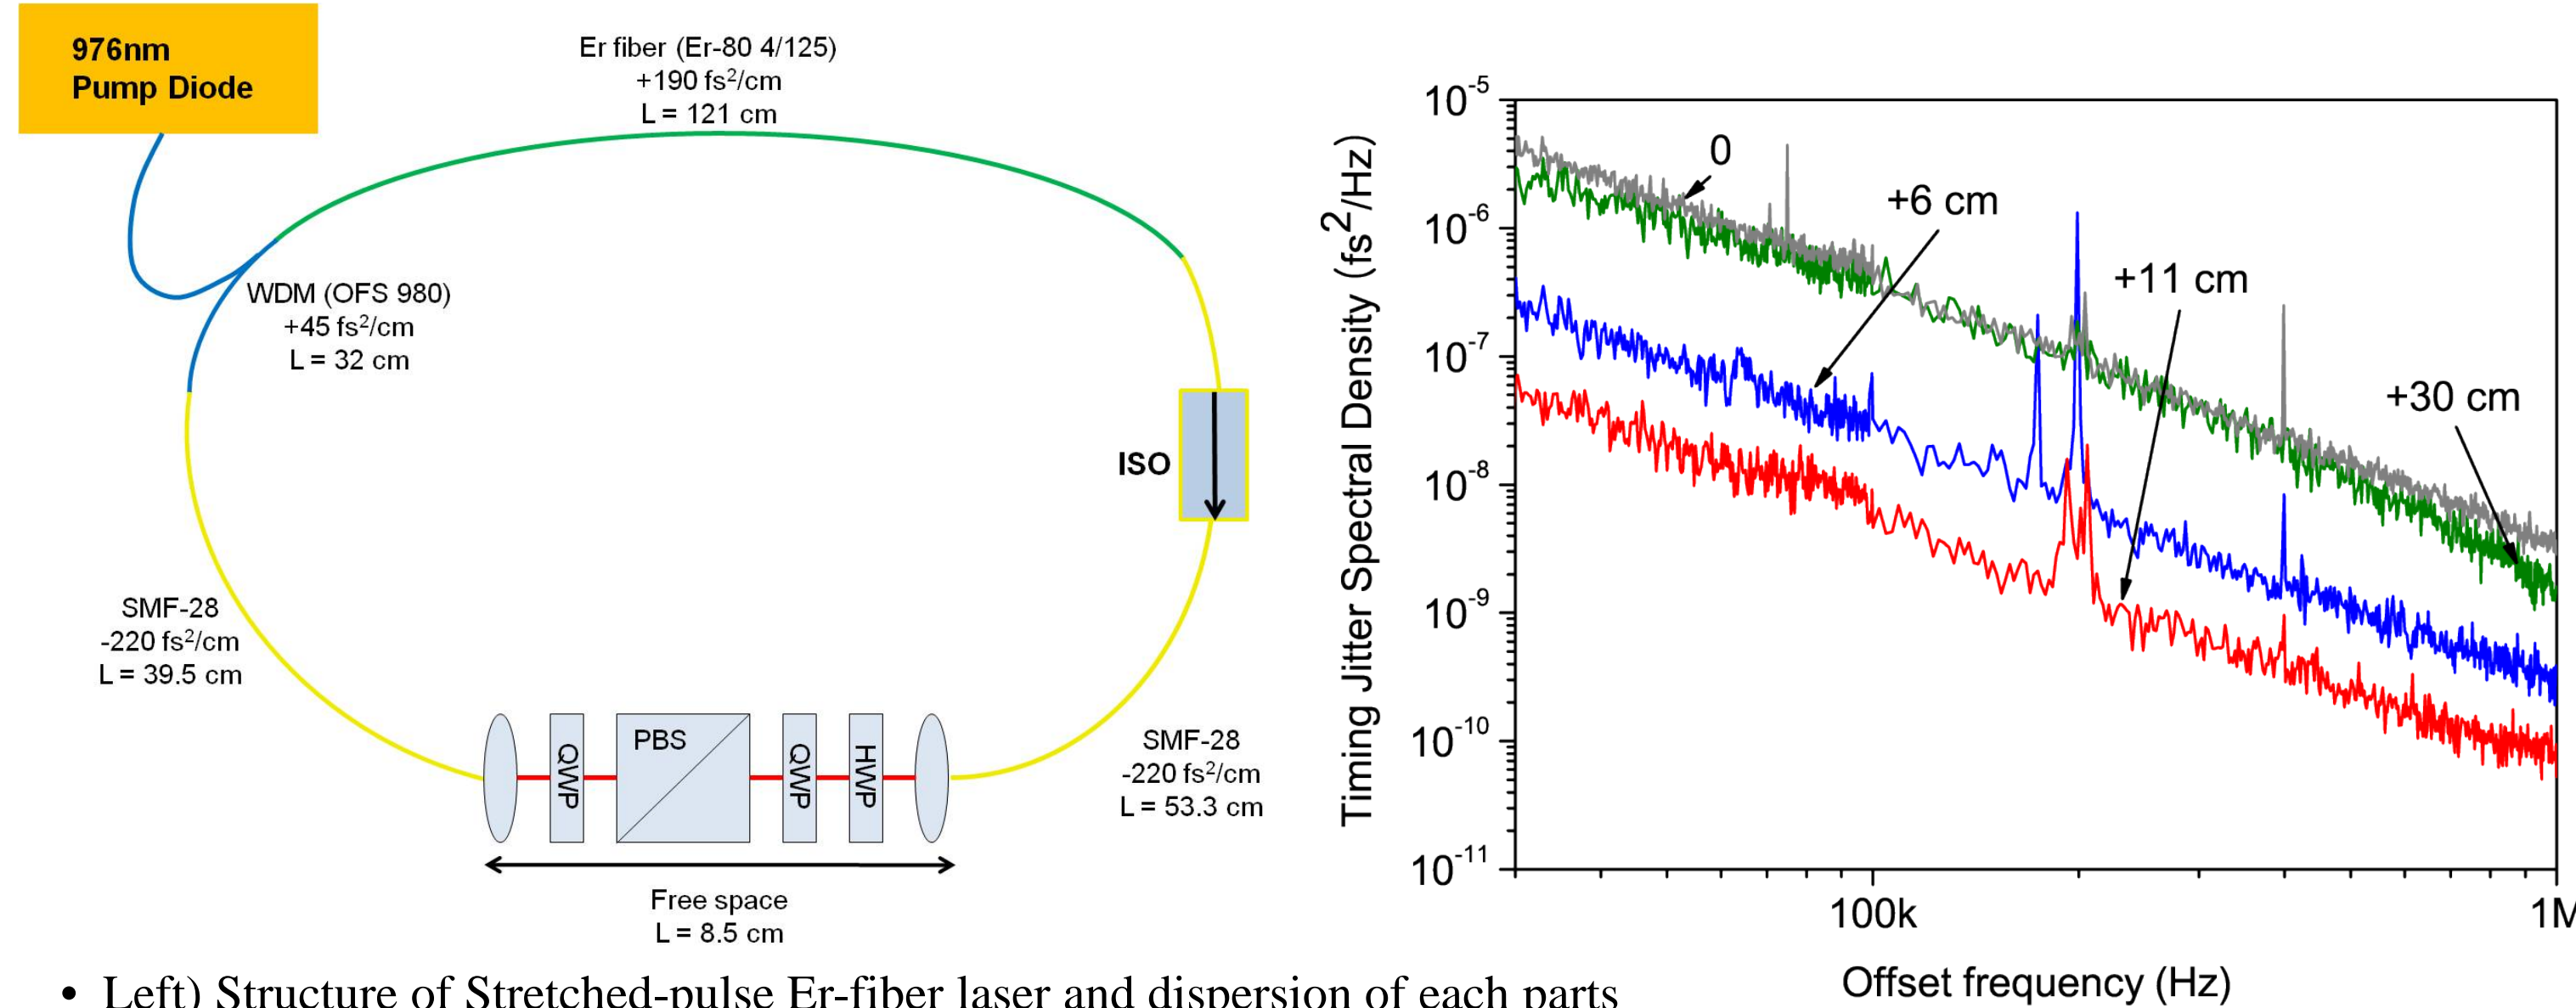 976nm
Pump Diode
Er fiber (Er-80 4/125)
+190 fs²/cm
L = 121 cm
WDM (OFS 980)
+45 fs²/cm
L = 32 cm
ISO
SMF-28
-220 fs²/cm
L = 39.5 cm
QWP
PBS
QWP
HWP
SMF-28
-220 fs²/cm
L = 53.3 cm
Free space
L = 8.5 cm
Timing Jitter Spectral Density (fs²/Hz)
10⁻⁵
10⁻⁶
10⁻⁷
10⁻⁸
10⁻⁹
10⁻¹⁰
10⁻¹¹
0
+6 cm
+11 cm
+30 cm
100k
1M
Offset frequency (Hz)
• Left) Structure of Stretched-pulse Er-fiber laser and dispersion of each parts